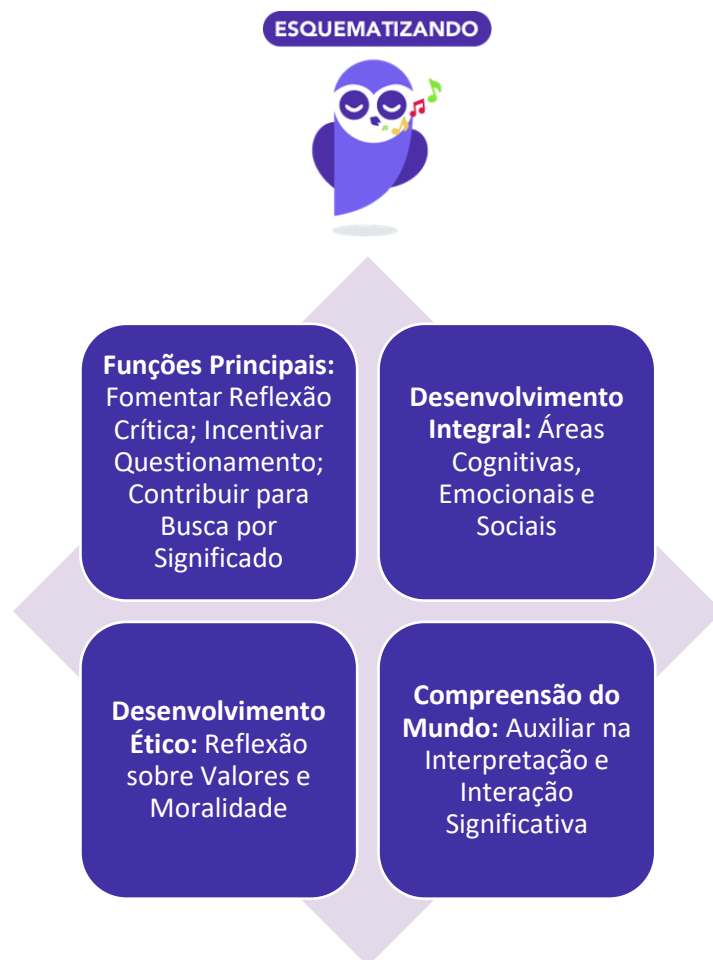 ESQUEMATIZANDO
Funções Principais:
Fomentar Reflexão
Crítica; Incentivar
Questionamento;
Contribuir para
Busca por
Significado
Desenvolvimento
Integral: Áreas
Cognitivas,
Emocionais e
Sociais
Desenvolvimento
Ético: Reflexão
sobre Valores e
Moralidade
Compreensão do
Mundo: Auxiliar na
Interpretação e
Interação
Significativa